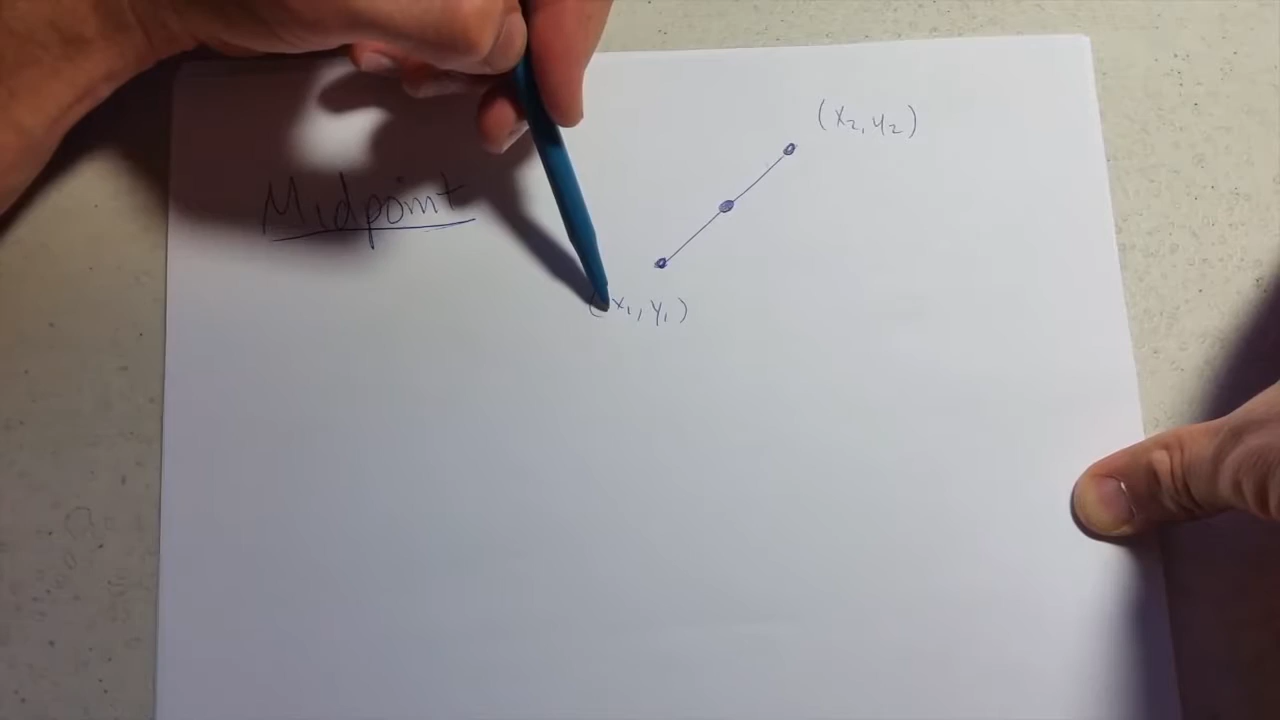 (x₂, y₂)
Midpoint
(x₁, y₁)